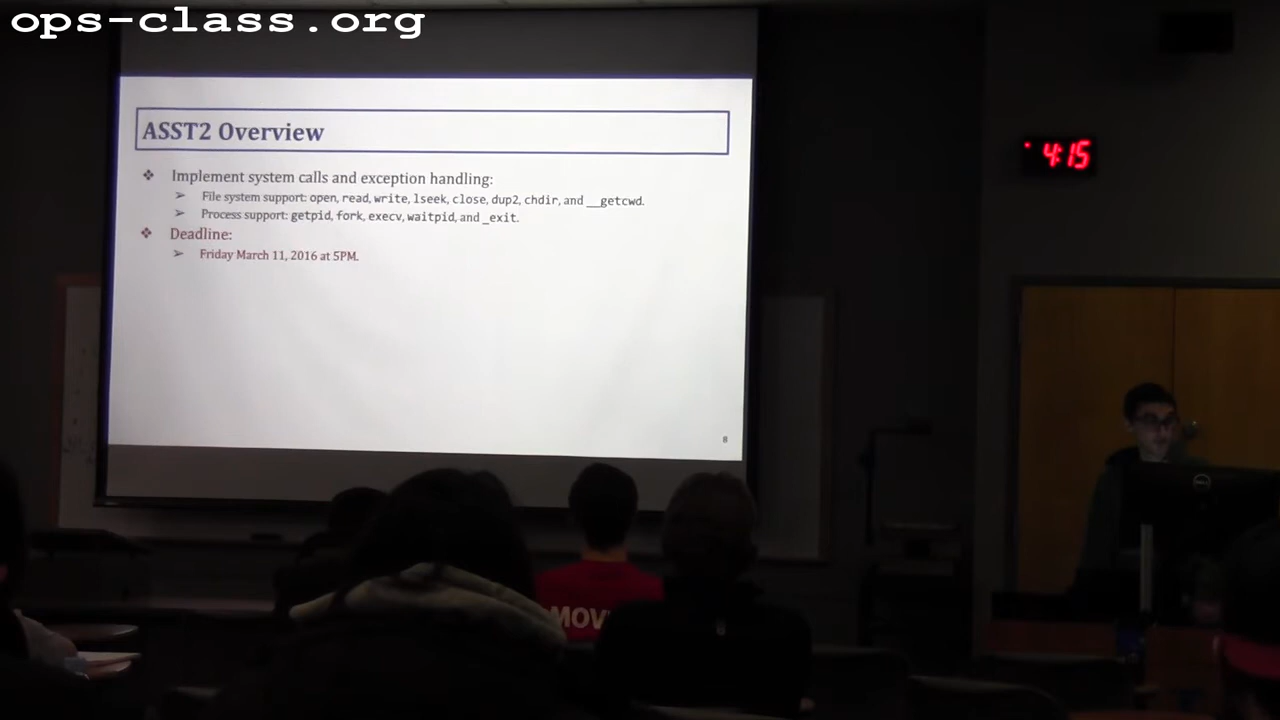 ops-class.org
ASST2 Overview
❖ Implement system calls and exception handling:
➢ File system support: open, read, write, lseek, close, dup2, chdir, and __getcwd.
➢ Process support: getpid, fork, execv, waitpid, and _exit.
❖ Deadline:
➢ Friday March 11, 2016 at 5PM.
8
4:15
MOV